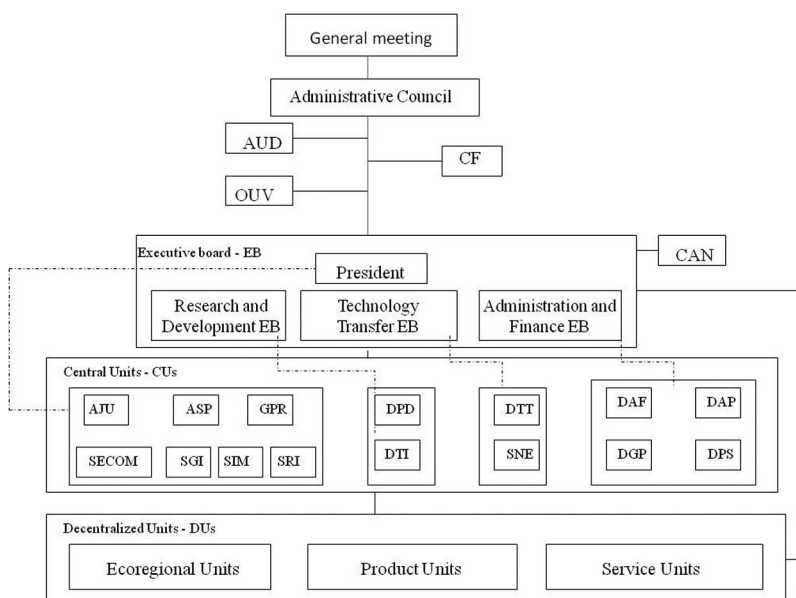 General meeting
Administrative Council
AUD
CF
OUV
Executive board - EB
CAN
President
Research and
Development EB
Technology
Transfer EB
Administration and
Finance EB
Central Units - CUs
AJU
ASP
GPR
DPD
DTT
DAF
DAP
SECOM
SGI
SIM
SRI
DTI
SNE
DGP
DPS
Decentralized Units - DUs
Ecoregional Units
Product Units
Service Units